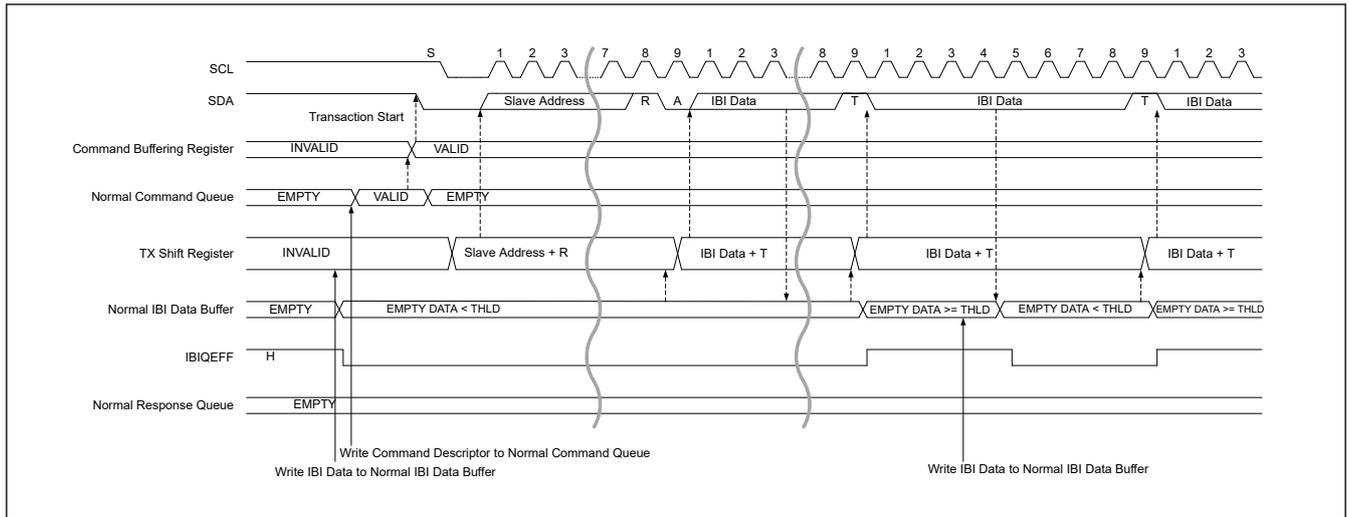 S 1 2 3 7 8 9 1 2 3 8 9 1 2 3 4 5 6 7 8 9 1 2 3
SCL
SDA Slave Address R A IBI Data T IBI Data T IBI Data
Transaction Start
Command Buffering Register INVALID VALID
Normal Command Queue EMPTY VALID EMPTY
TX Shift Register INVALID Slave Address + R IBI Data + T IBI Data + T IBI Data + T
Normal IBI Data Buffer EMPTY EMPTY DATA < THLD EMPTY DATA >= THLD EMPTY DATA < THLD EMPTY DATA >= THLD
IBIQEFF H
Normal Response Queue EMPTY
Write Command Descriptor to Normal Command Queue
Write IBI Data to Normal IBI Data Buffer Write IBI Data to Normal IBI Data Buffer